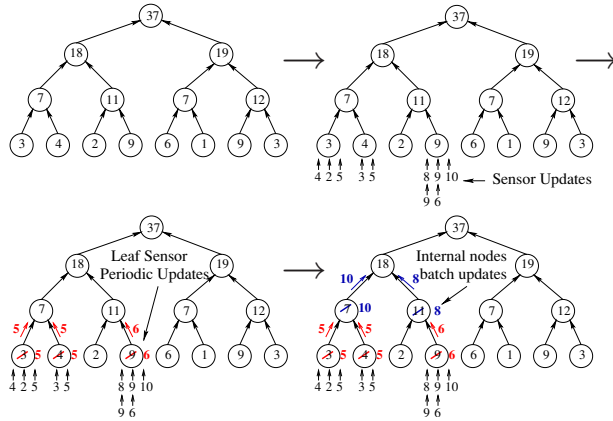 37 37
18 19 18 19
7 11 7 12 7 11 7 12
3 4 2 9 6 1 9 3 3 4 2 9 6 1 9 3
4 2 5 3 5 8 9 10 Sensor Updates
9 6
37 37
18 Leaf Sensor 19 18 Internal nodes 19
Periodic Updates 10 8 batch updates
7 11 7 12 7 10 11 8 7 12
5 5 6 5 5 6
3 5 4 5 2 9 6 6 1 9 3 3 5 4 5 2 9 6 6 1 9 3
4 2 5 3 5 8 9 10 4 2 5 3 5 8 9 10
9 6 9 6